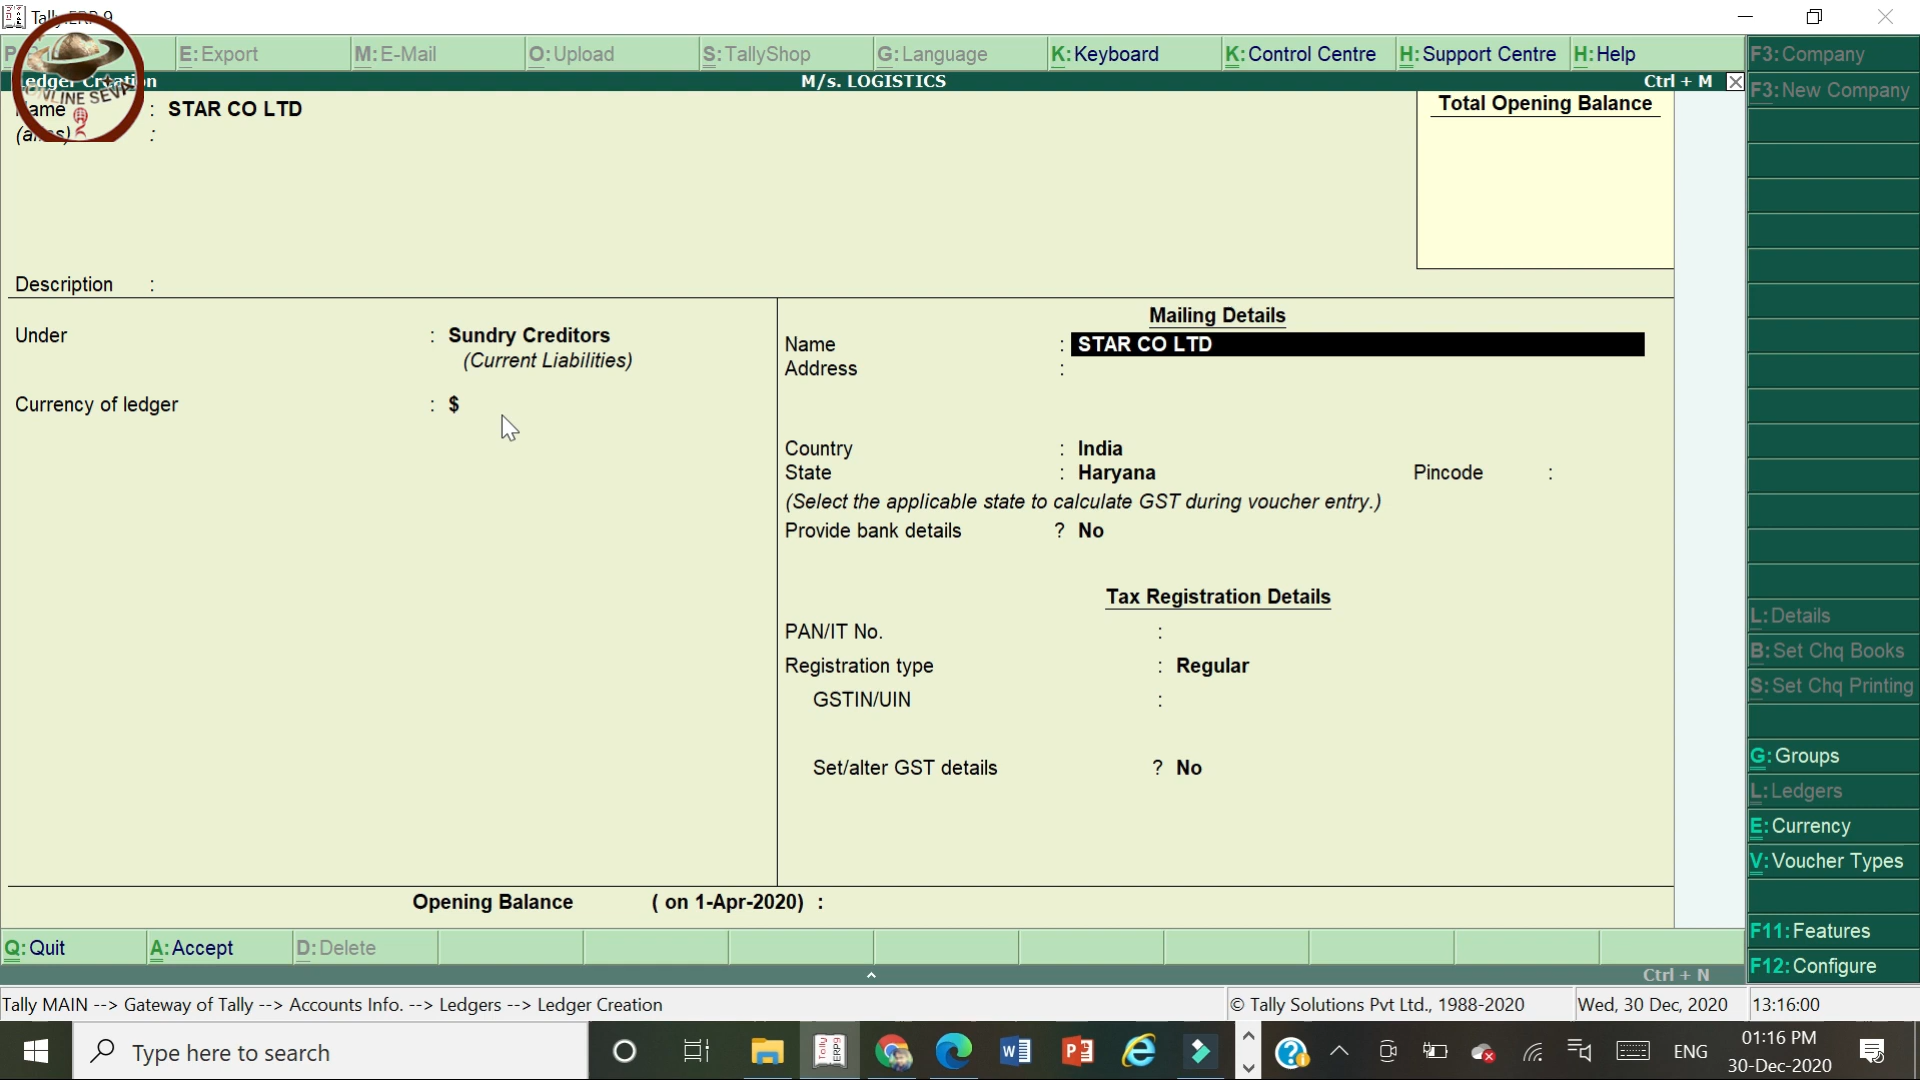 Tally.ERP 9
E: Export
M: E-Mail
O: Upload
S: TallyShop
G: Language
K: Keyboard
K: Control Centre
H: Support Centre
H: Help
Ledger Creation
M/s. LOGISTICS
Ctrl + M
ONLINE SEVA
Name : STAR CO LTD
(alias) :
Total Opening Balance
Description :
Under : Sundry Creditors
(Current Liabilities)
Currency of ledger : $
Mailing Details
Name : STAR CO LTD
Address :
Country : India
State : Haryana Pincode :
(Select the applicable state to calculate GST during voucher entry.)
Provide bank details ? No
Tax Registration Details
PAN/IT No. :
Registration type : Regular
GSTIN/UIN :
Set/alter GST details ? No
Opening Balance ( on 1-Apr-2020) :
F3: Company
F3: New Company
L: Details
B: Set Chq Books
S: Set Chq Printing
G: Groups
L: Ledgers
E: Currency
V: Voucher Types
F11: Features
F12: Configure
Q: Quit
A: Accept
D: Delete
Ctrl + N
Tally MAIN --> Gateway of Tally --> Accounts Info. --> Ledgers --> Ledger Creation
© Tally Solutions Pvt Ltd., 1988-2020
Wed, 30 Dec, 2020
13:16:00
Type here to search
ENG
01:16 PM
30-Dec-2020